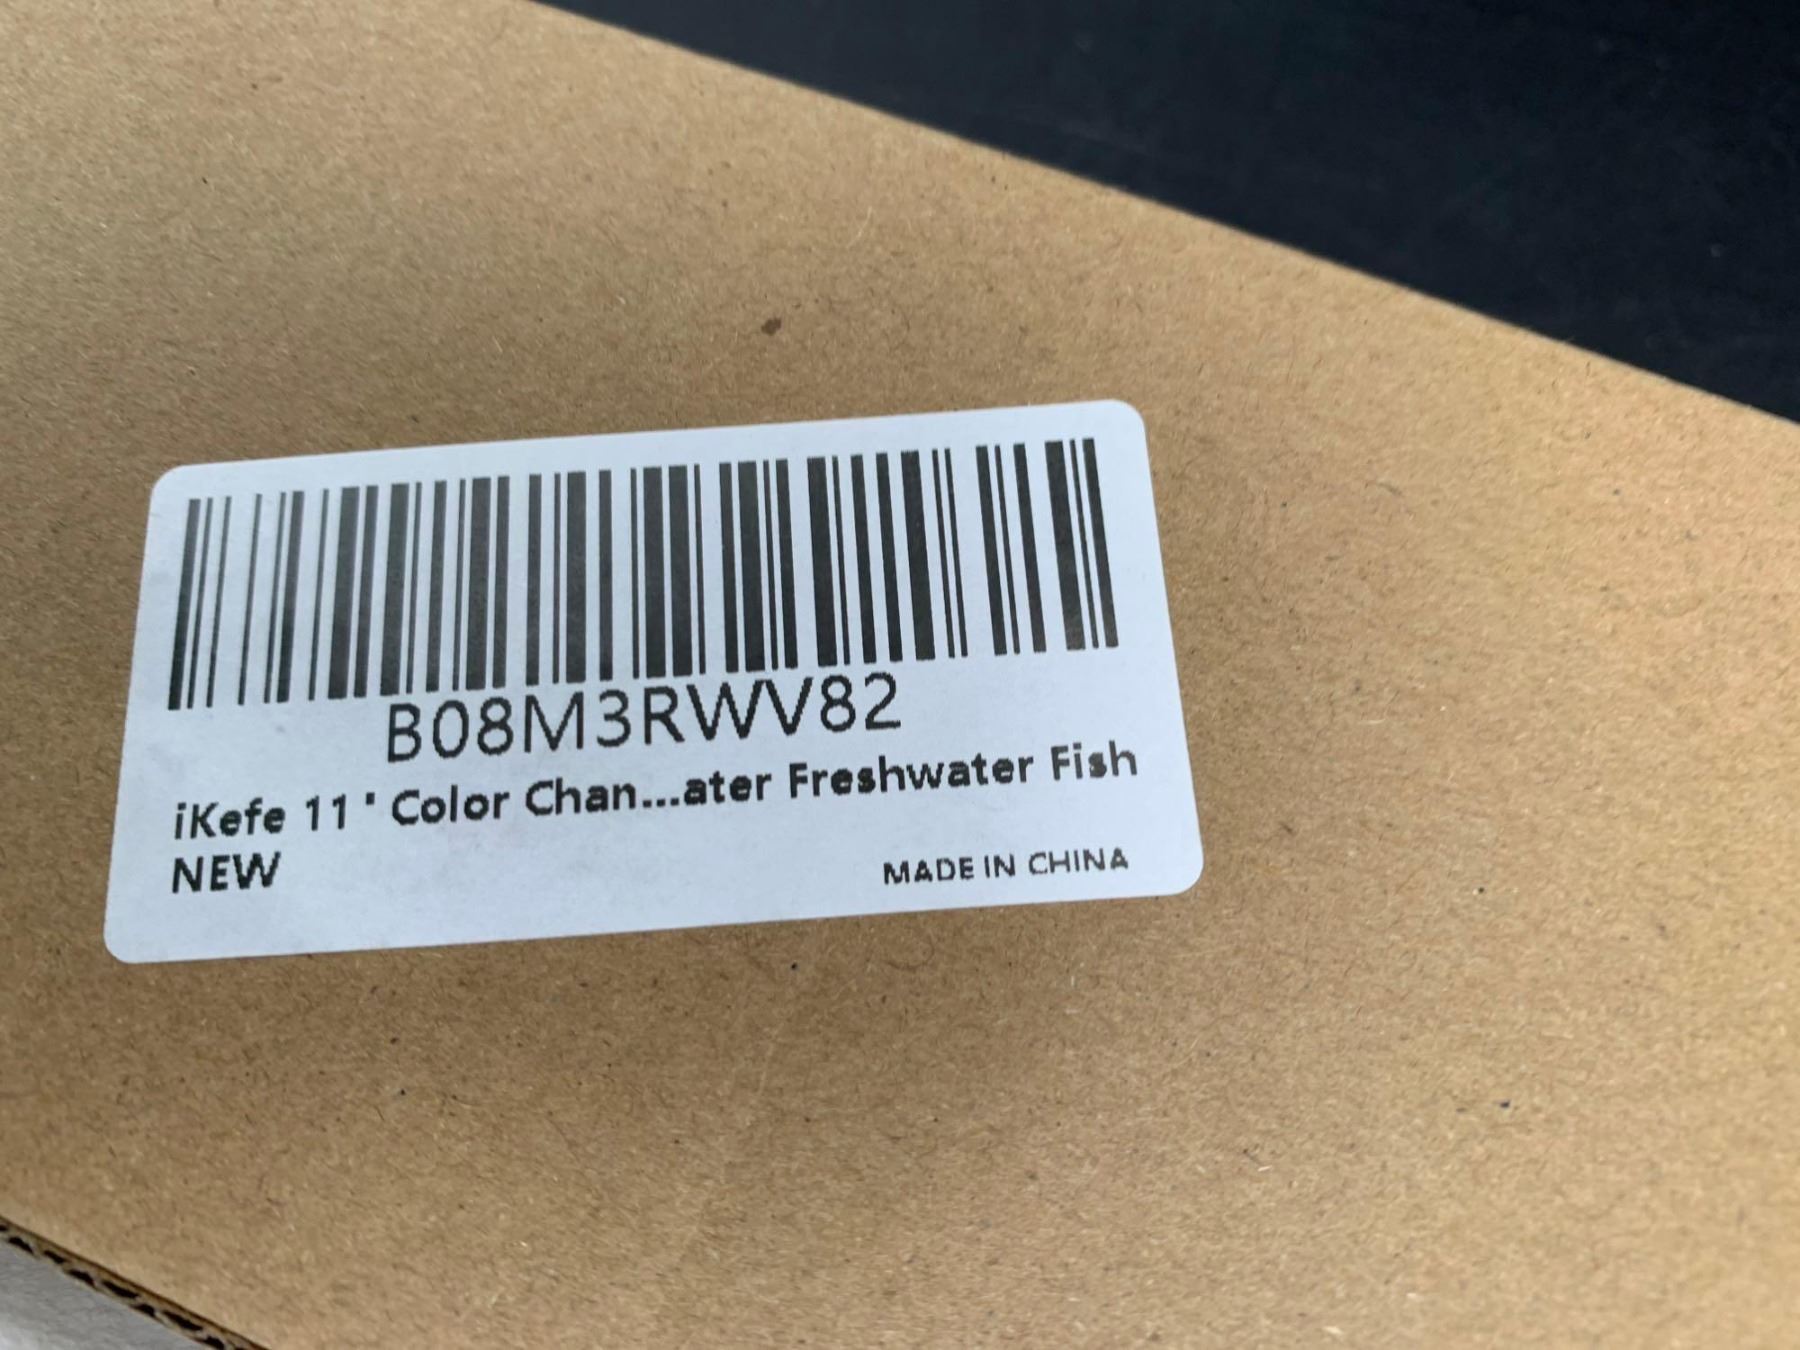 B08M3RWV82
iKefe 11" Color Chan...ater Freshwater Fish
NEW
MADE IN CHINA